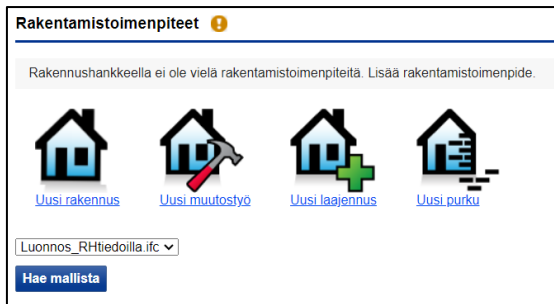 Rakentamistoimenpiteet
Rakennushankkeella ei ole vielä rakentamistoimenpiteitä. Lisää rakentamistoimenpide.
Uusi rakennus Uusi muutostyö Uusi laajennus Uusi purku
Luonnos_RHtiedoilla.ifc
Hae mallista